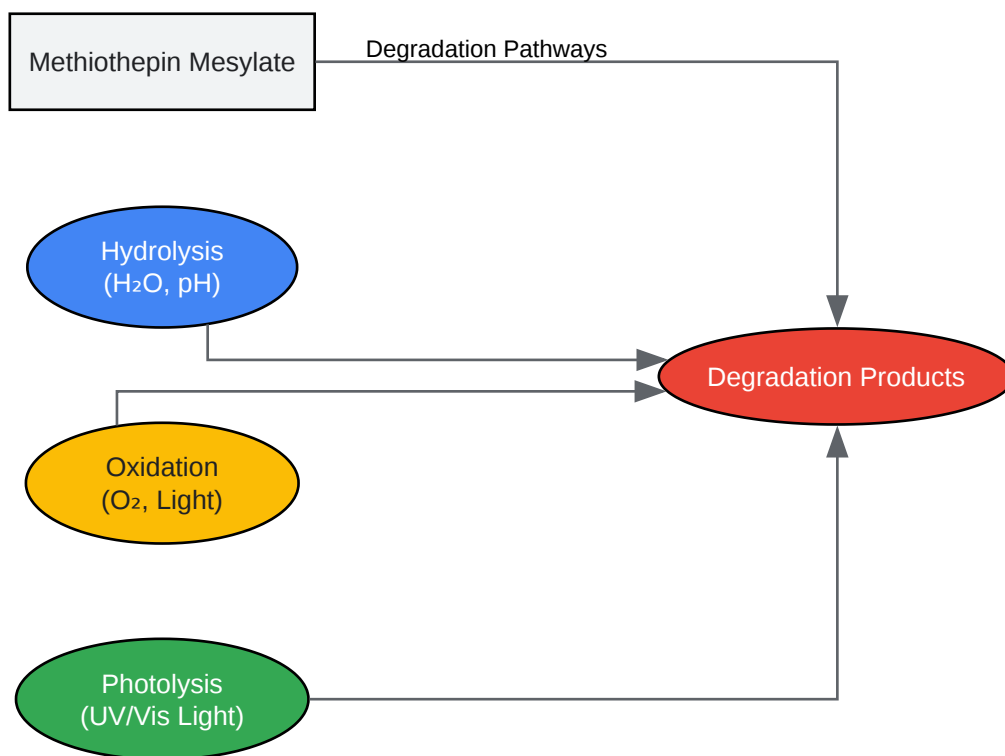 Methiothepin Mesylate
Degradation Pathways
Hydrolysis
(H₂O, pH)
Degradation Products
Oxidation
(O₂, Light)
Photolysis
(UV/Vis Light)